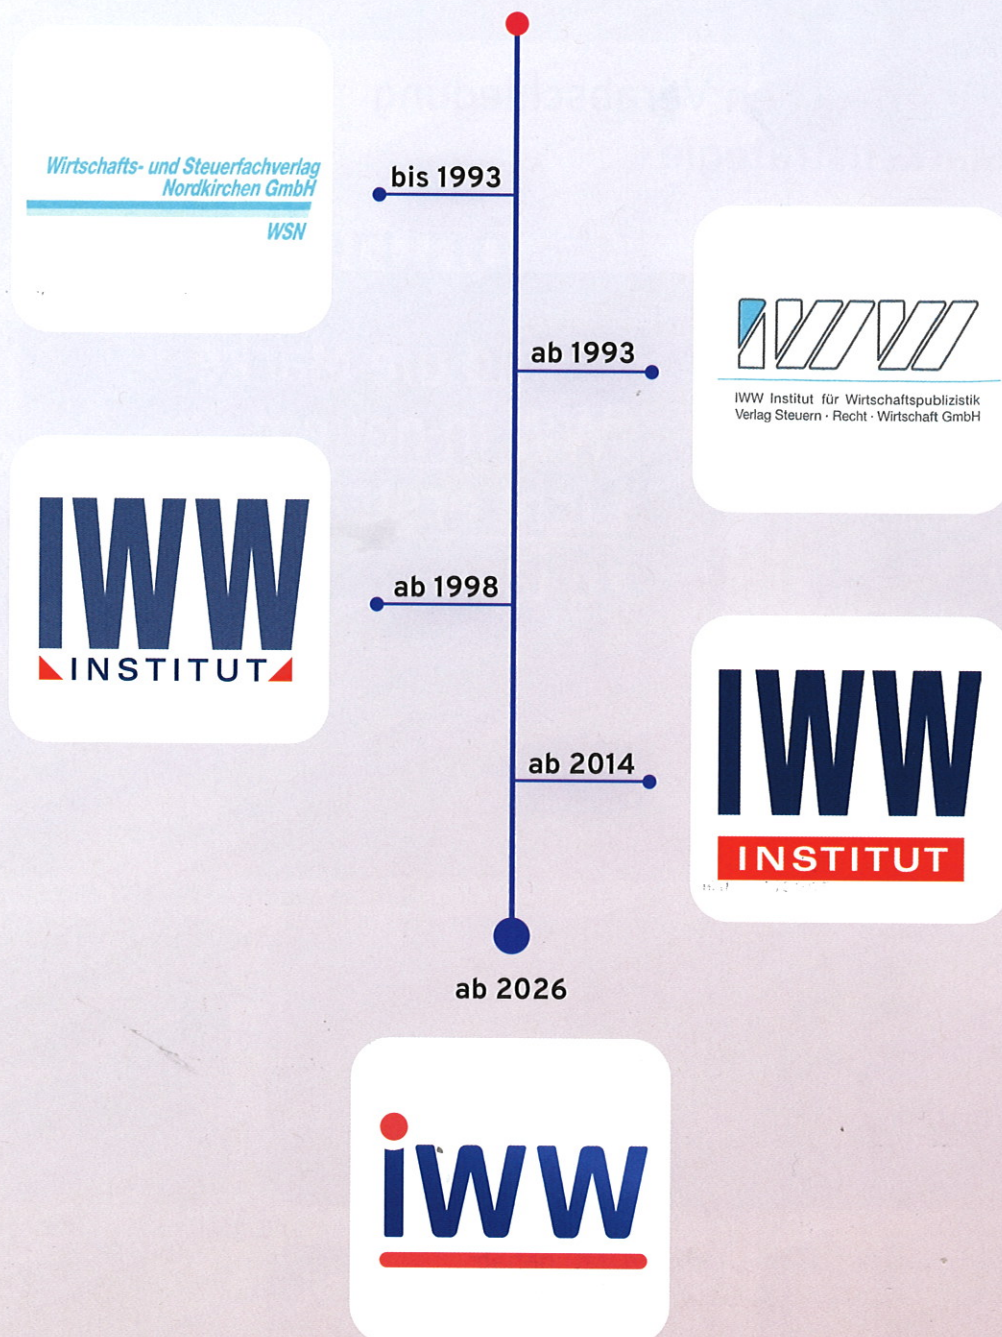 Wirtschafts- und Steuerfachverlag
Nordkirchen GmbH
WSN
bis 1993
ab 1993
IWW
IWW Institut für Wirtschaftspublizistik
Verlag Steuern · Recht · Wirtschaft GmbH
ab 1998
IWW
INSTITUT
ab 2014
IWW
INSTITUT
ab 2026
iww